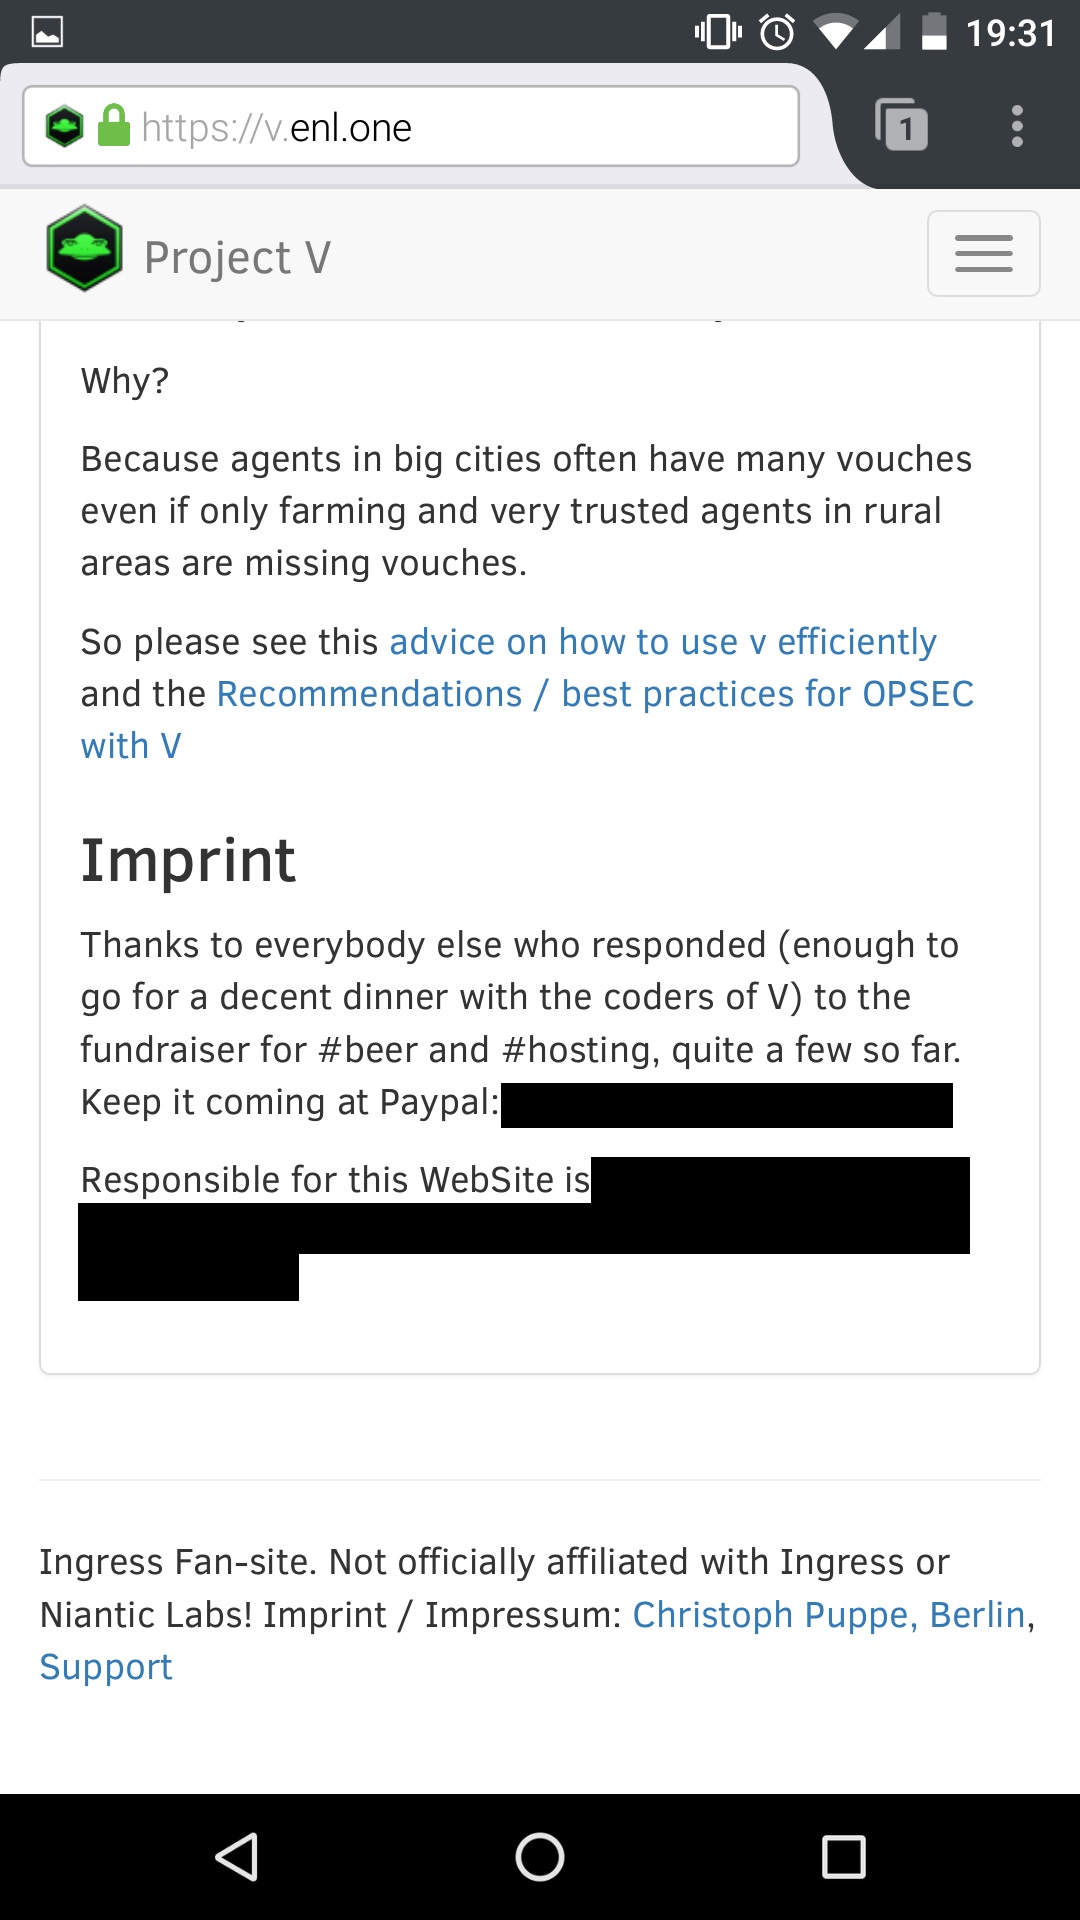 19:31
https://v.enl.one
1
Project V
Why?
Because agents in big cities often have many vouches
even if only farming and very trusted agents in rural
areas are missing vouches.
So please see this advice on how to use v efficiently
and the Recommendations / best practices for OPSEC
with V
Imprint
Thanks to everybody else who responded (enough to
go for a decent dinner with the coders of V) to the
fundraiser for #beer and #hosting, quite a few so far.
Keep it coming at Paypal:
Responsible for this WebSite is
Ingress Fan-site. Not officially affiliated with Ingress or
Niantic Labs! Imprint / Impressum: Christoph Puppe, Berlin,
Support